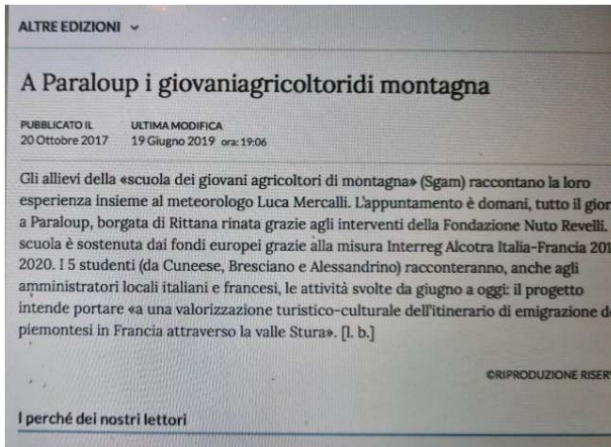 ALTRE EDIZIONI
A Paraloup i giovaniagricoltoridi montagna
PUBBLICATO IL ULTIMA MODIFICA
20 Ottobre 2017 19 Giugno 2019 ora: 19:06
Gli allievi della «scuola dei giovani agricoltori di montagna» (Sgam) raccontano la loro
esperienza insieme al meteorologo Luca Mercalli. L'appuntamento è domani, tutto il
a Paraloup, borgata di Rittana rinata grazie agli interventi della Fondazione Nuto Revelli.
scuola è sostenuta dai fondi europei grazie alla misura Interreg Alcotra Italia-Francia
2020. I 5 studenti (da Cuneese, Bresciano e Alessandrino) racconteranno, anche agli
amministratori locali italiani e francesi, le attività svolte da giugno a oggi: il progetto
intende portare «a una valorizzazione turistico-culturale dell'itinerario di emigrazione
piemontesi in Francia attraverso la valle Stura». [l. b.]
©RIPRODUZIONE
I perché dei nostri lettori